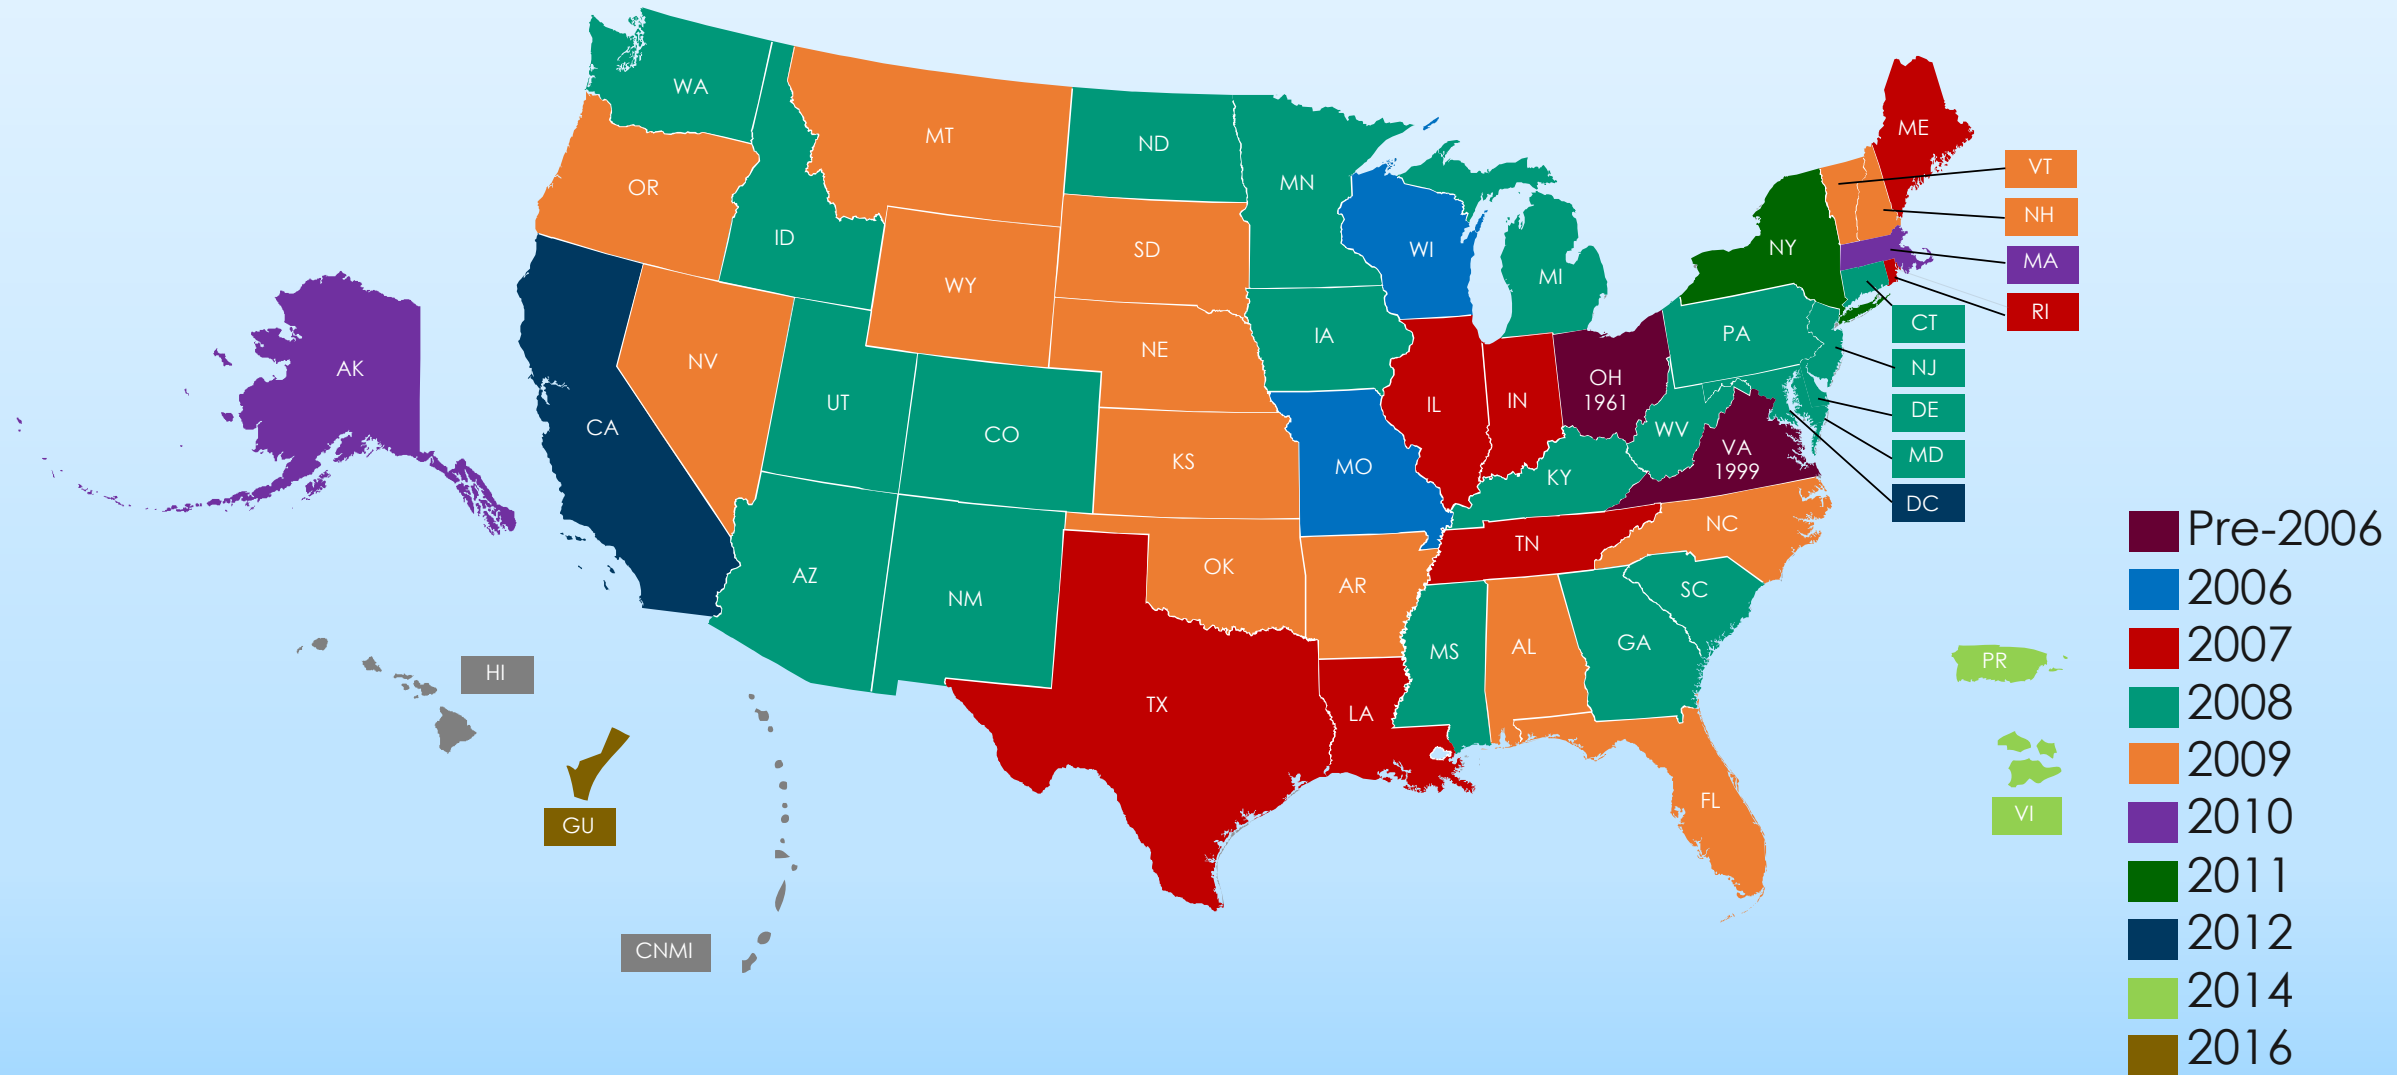 WA
MT
ND
MN
ME
OR
ID
SD
WI
MI
NY
VT
NH
MA
RI
WY
NE
IA
PA
CT
NJ
DE
MD
DC
AK
NV
UT
CO
KS
MO
IL
IN
OH
1961
WV
VA
1999
KY
CA
AZ
NM
OK
AR
TN
NC
SC
MS
AL
GA
TX
LA
FL
HI
GU
CNMI
PR
VI
Pre-2006
2006
2007
2008
2009
2010
2011
2012
2014
2016